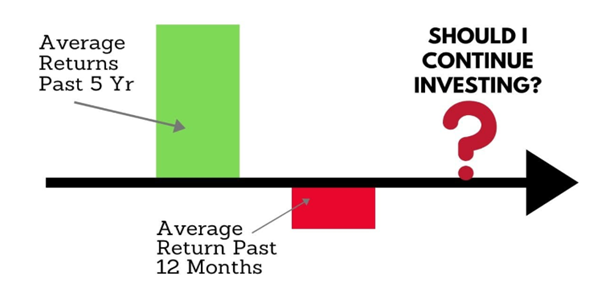 Average
Returns
Past 5 Yr
SHOULD I
CONTINUE
INVESTING?
?
Average
Return Past
12 Months